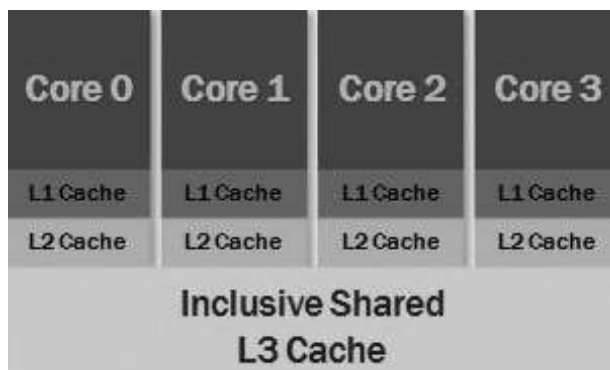 Core 0 Core 1 Core 2 Core 3
L1 Cache L1 Cache L1 Cache L1 Cache
L2 Cache L2 Cache L2 Cache L2 Cache
Inclusive Shared
L3 Cache